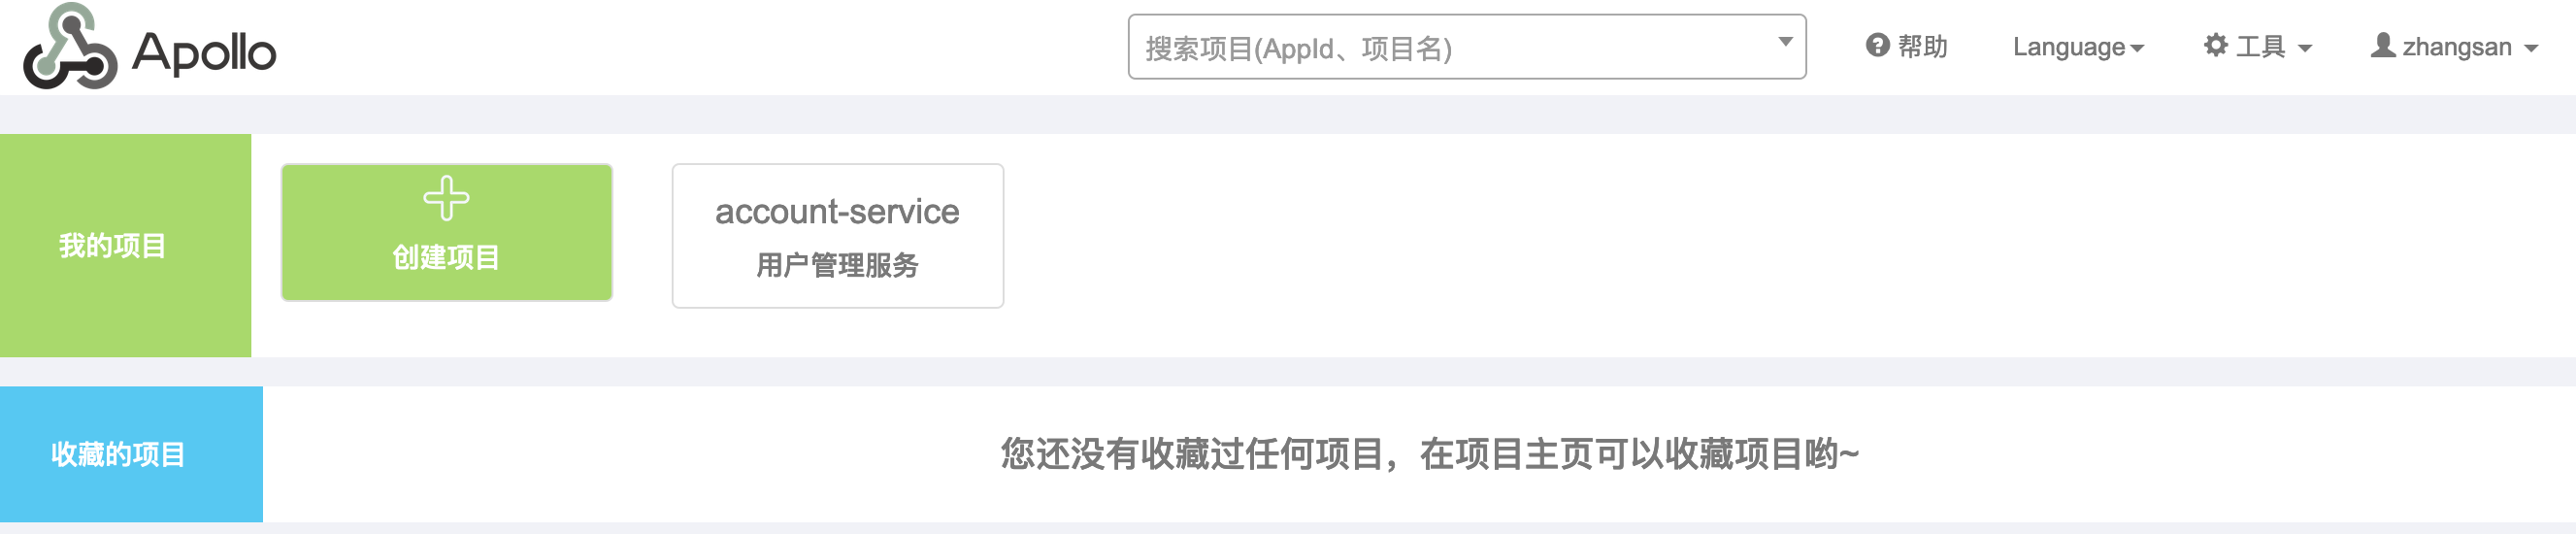 Apollo
搜索项目(AppId、项目名)
帮助
Language
工具
zhangsan
我的项目
创建项目
account-service
用户管理服务
收藏的项目
您还没有收藏过任何项目，在项目主页可以收藏项目哟~